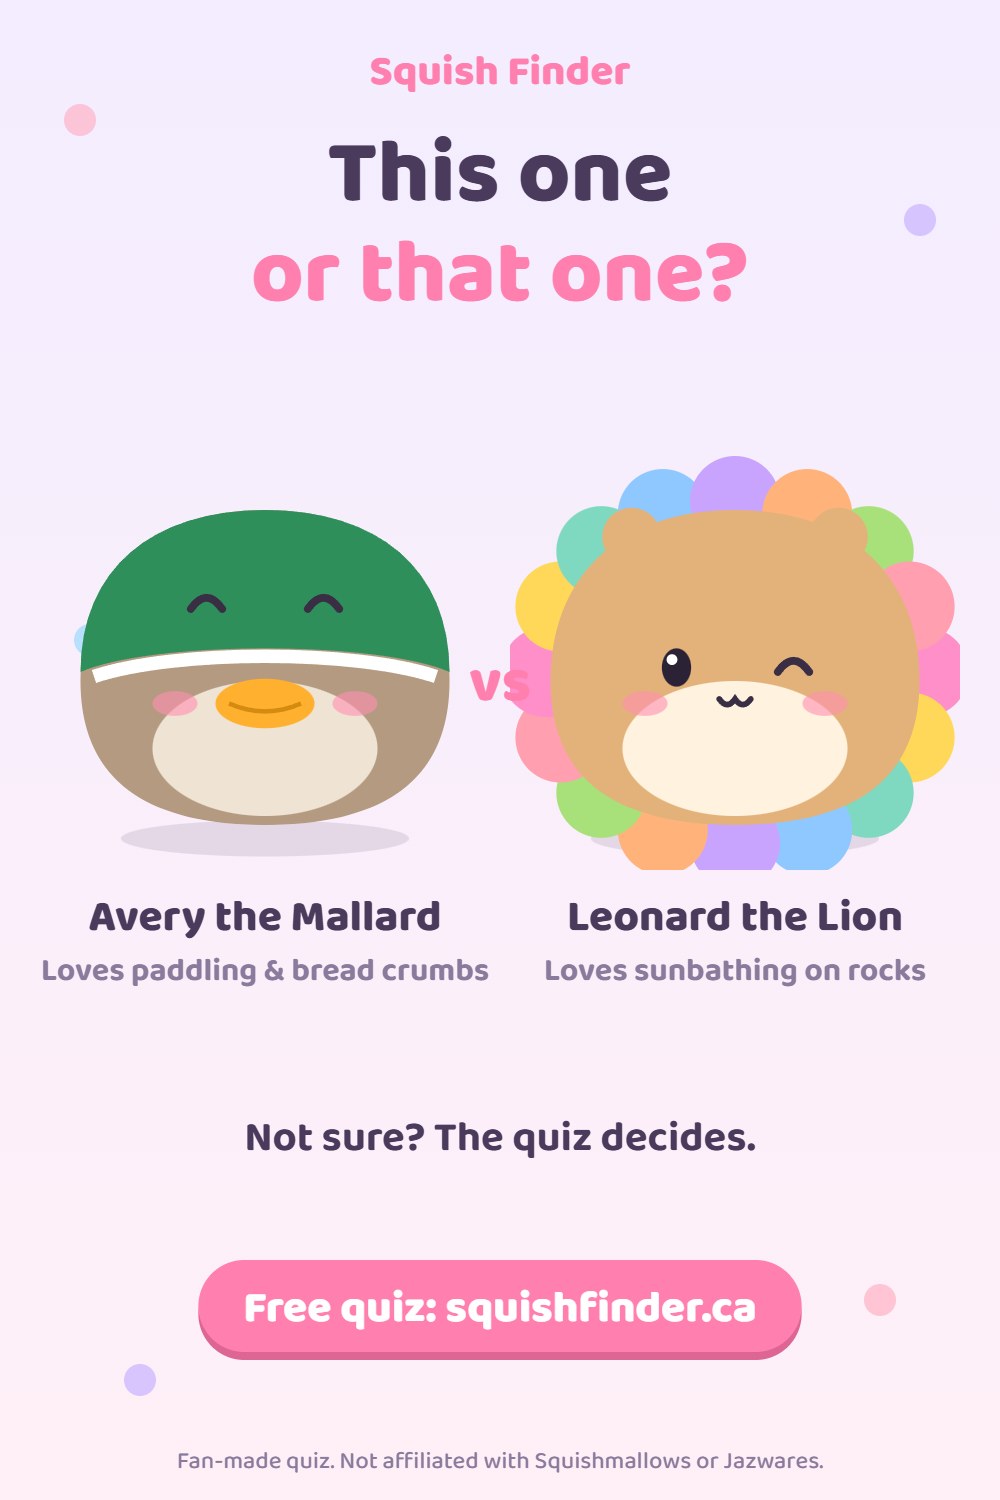 Squish Finder
This one
or that one?
vs
Avery the Mallard
Leonard the Lion
Loves paddling & bread crumbs
Loves sunbathing on rocks
Not sure? The quiz decides.
Free quiz: squishfinder.ca
Fan-made quiz. Not affiliated with Squishmallows or Jazwares.